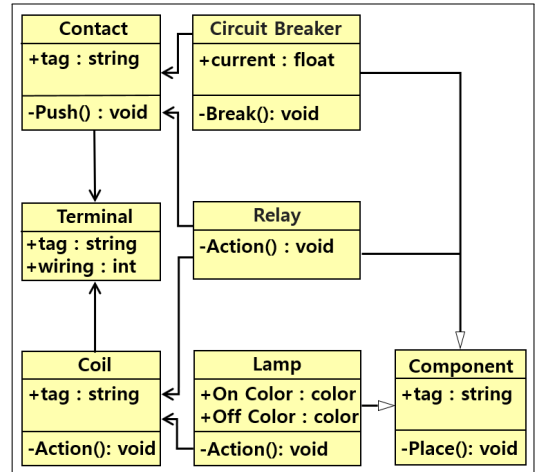 Contact
+tag : string
-Push() : void
Circuit Breaker
+current : float
-Break(): void
Terminal
+tag : string
+wiring : int
Relay
-Action() : void
Coil
+tag : string
-Action(): void
Lamp
+On Color : color
+Off Color : color
-Action(): void
Component
+tag : string
-Place(): void